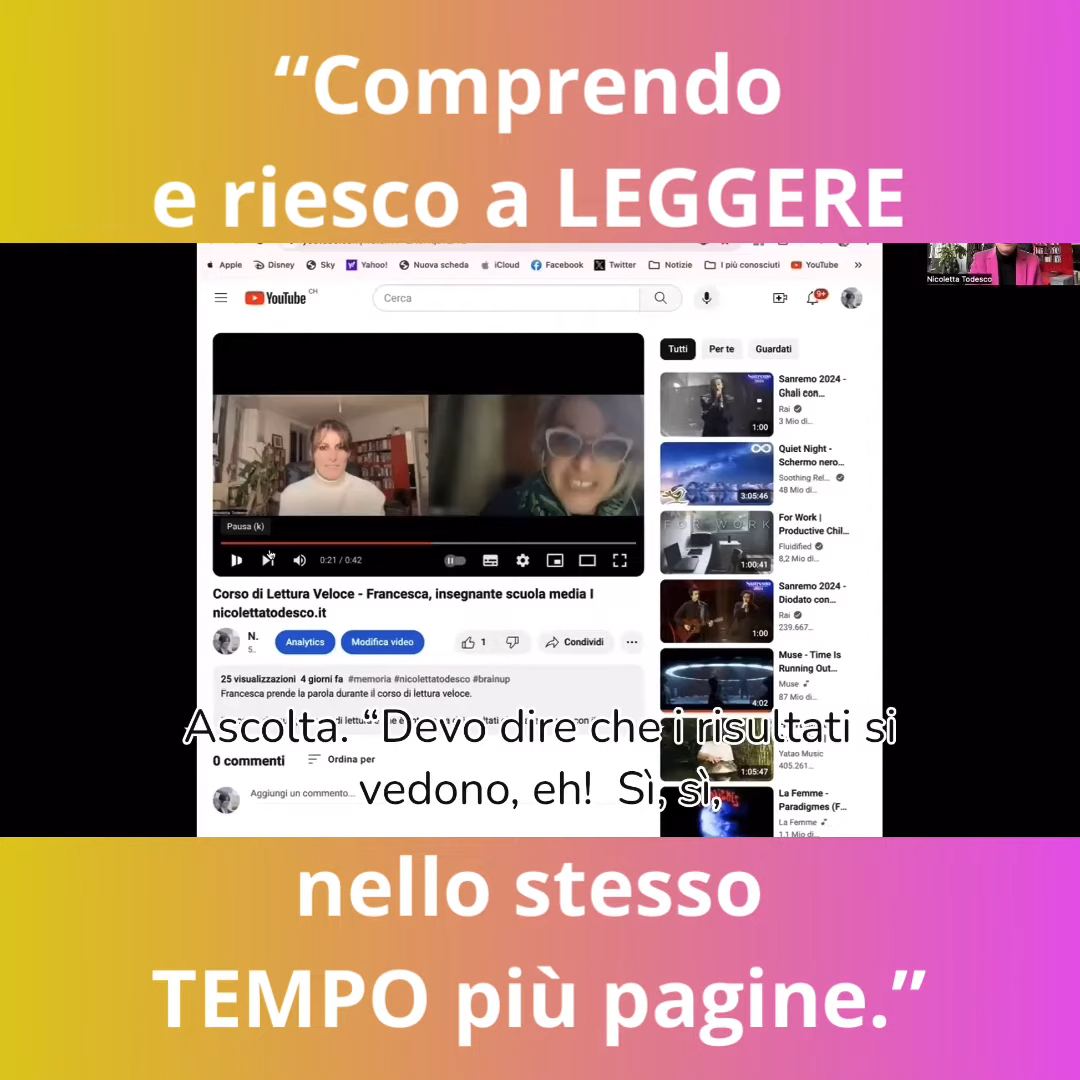 “Comprendo
e riesco a LEGGERE
Apple Disney Sky Yahoo! Nuova scheda iCloud Facebook Twitter Notizie I più conosciuti YouTube »
Nicoletta Todesco
YouTube CH
Cerca
9+
Tutti Per te Guardati
Sanremo 2024 -
Ghali con...
Rai
3 Mio di...
1:00
Quiet Night -
Schermo nero...
Soothing Rel...
48 Mio di...
3:05:46
FOR WORK
For Work |
Productive Chil...
Fluidified
8,2 Mio di...
1:00:41
Sanremo 2024 -
Diodato con...
Rai
239.667...
1:00
Muse - Time Is
Running Out...
Muse
87 Mio di...
4:02
Yatao Music
405.261...
1:05:47
La Femme -
Paradigmes (F...
La Femme
1,1 Mio di...
Pausa (k)
0:21 / 0:42
Corso di Lettura Veloce - Francesca, insegnante scuola media I
nicolettatodesco.it
N.
S..
Analytics Modifica video 1 Condividi ...
25 visualizzazioni 4 giorni fa #memoria #nicolettatodesco #brainup
Francesca prende la parola durante il corso di lettura veloce.
Ascolta. “Devo dire che i risultati si
vedono, eh! Sì, sì,
0 commenti Ordina per
Aggiungi un commento...
nello stesso
TEMPO più pagine.”